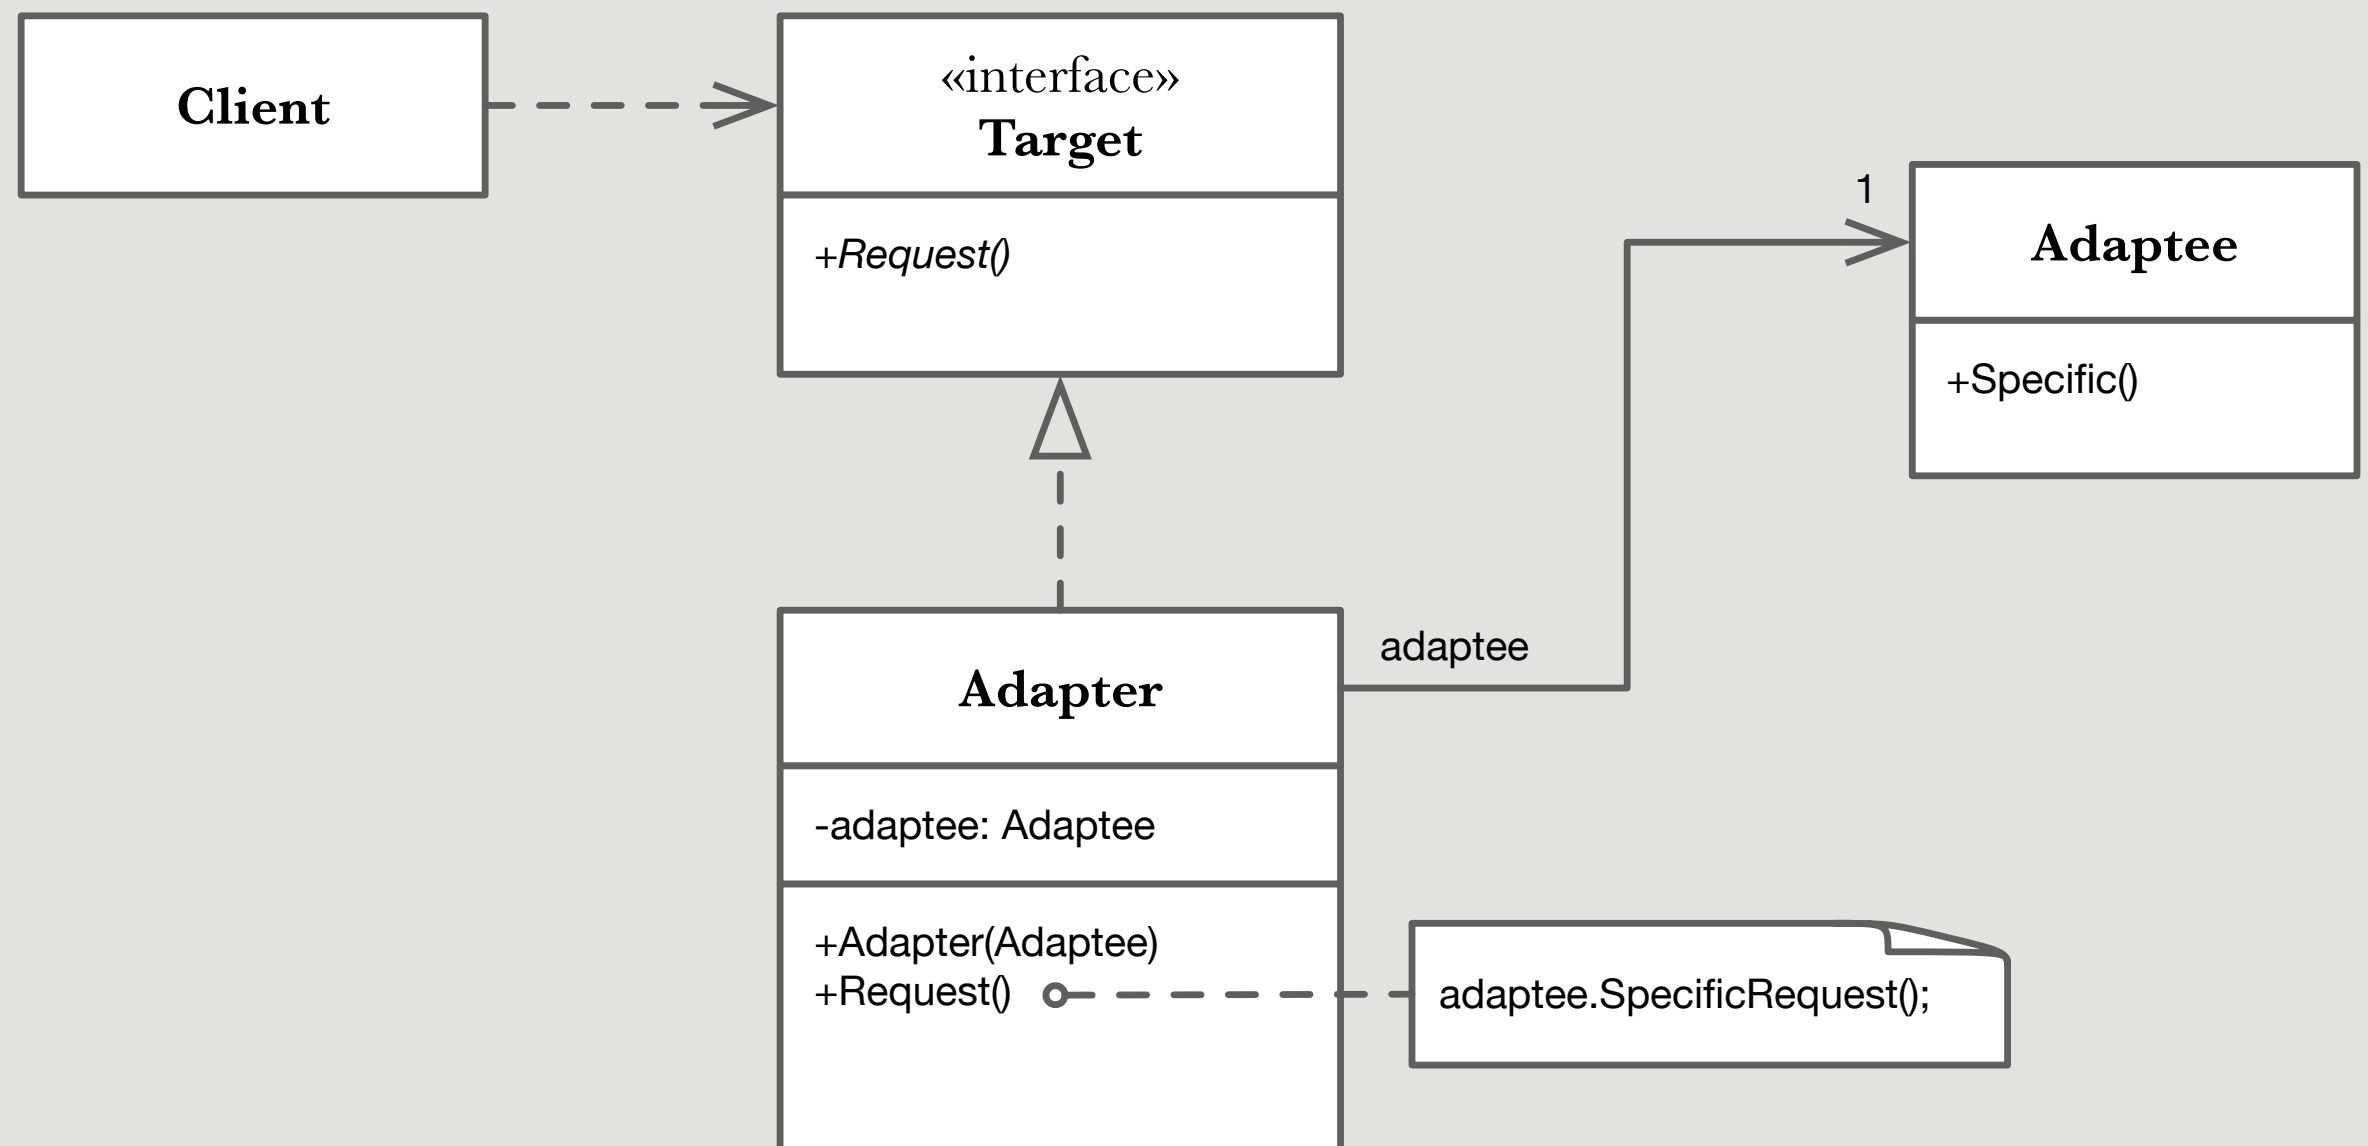 Client
«interface»
Target
+Request()
1
Adaptee
+Specific()
adaptee
Adapter
-adaptee: Adaptee
+Adapter(Adaptee)
+Request()
adaptee.SpecificRequest();